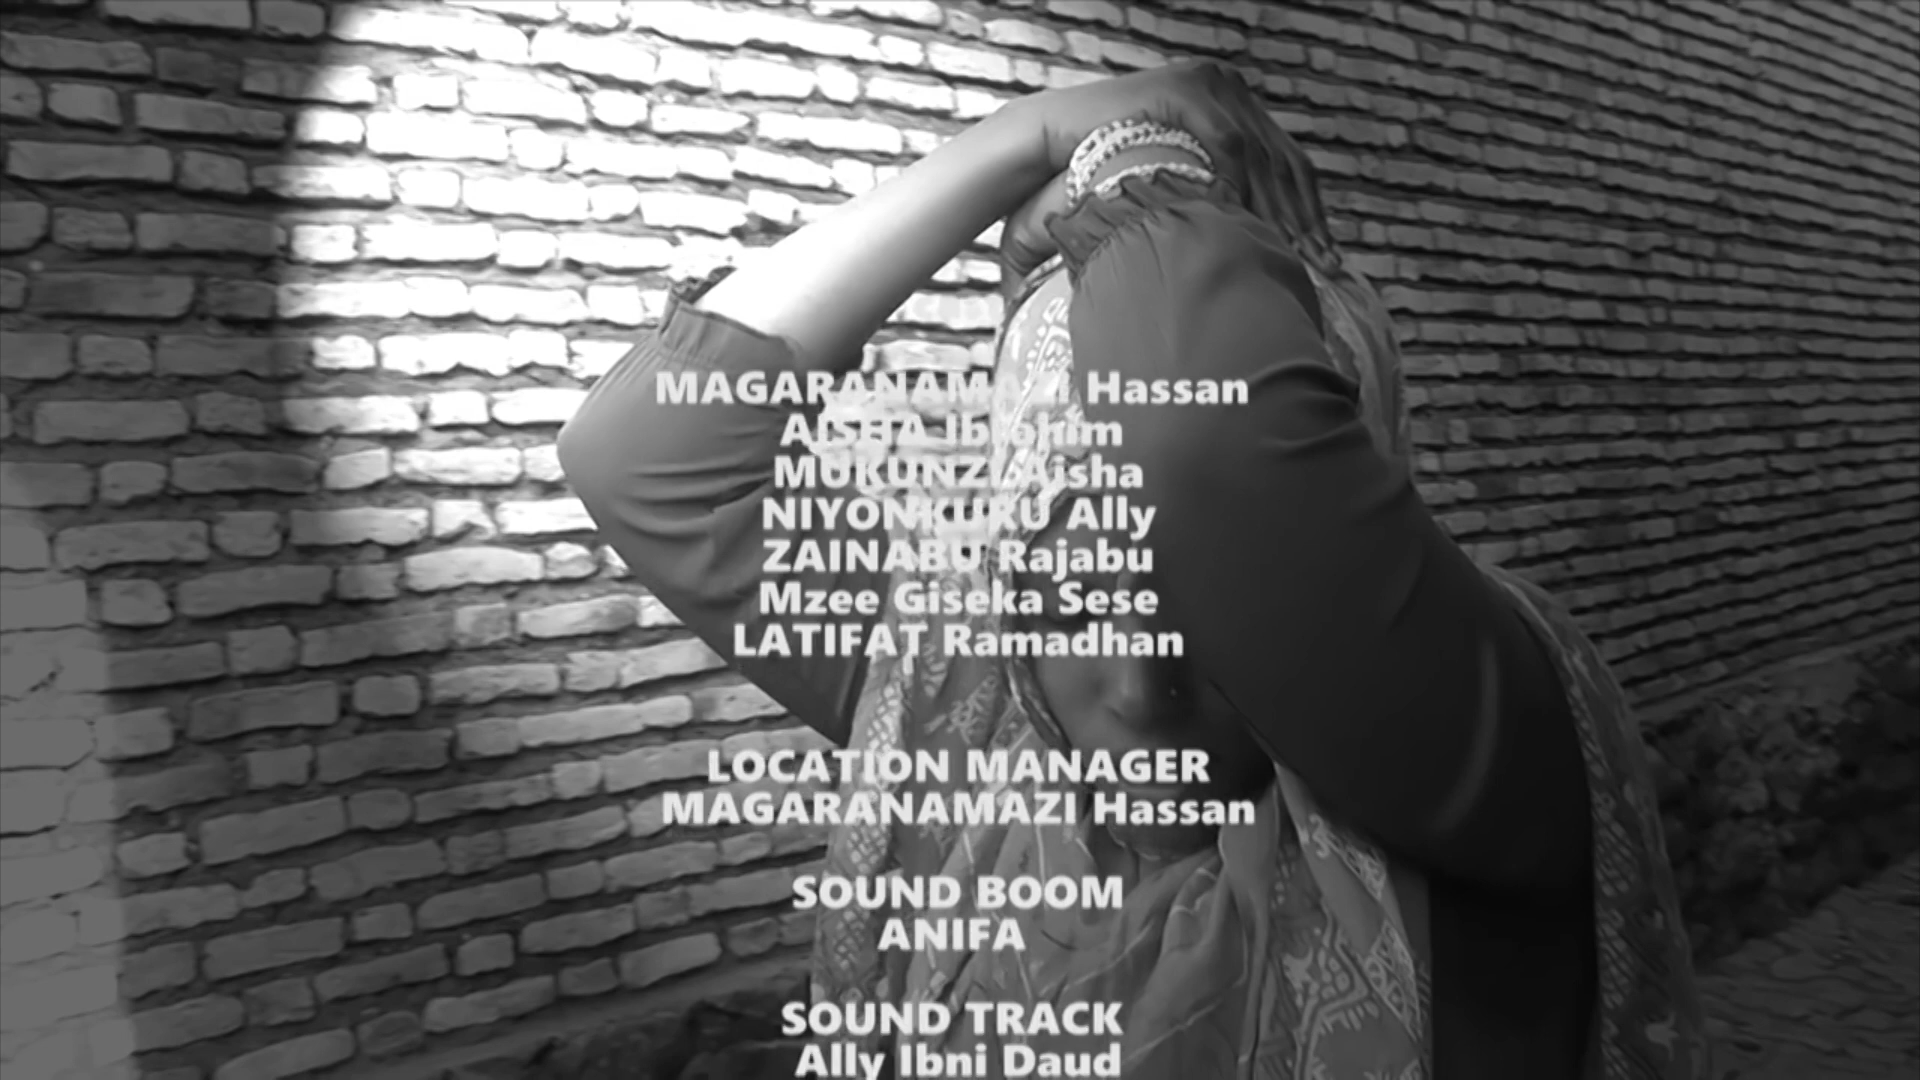 MAGARANAMAZI Hassan
AISHA Ibrahim
MUKUNZI Aisha
NIYONKURU Ally
ZAINABU Rajabu
Mzee Giseka Sese
LATIFAT Ramadhan
LOCATION MANAGER
MAGARANAMAZI Hassan
SOUND BOOM
ANIFA
SOUND TRACK
Ally Ibni Daud